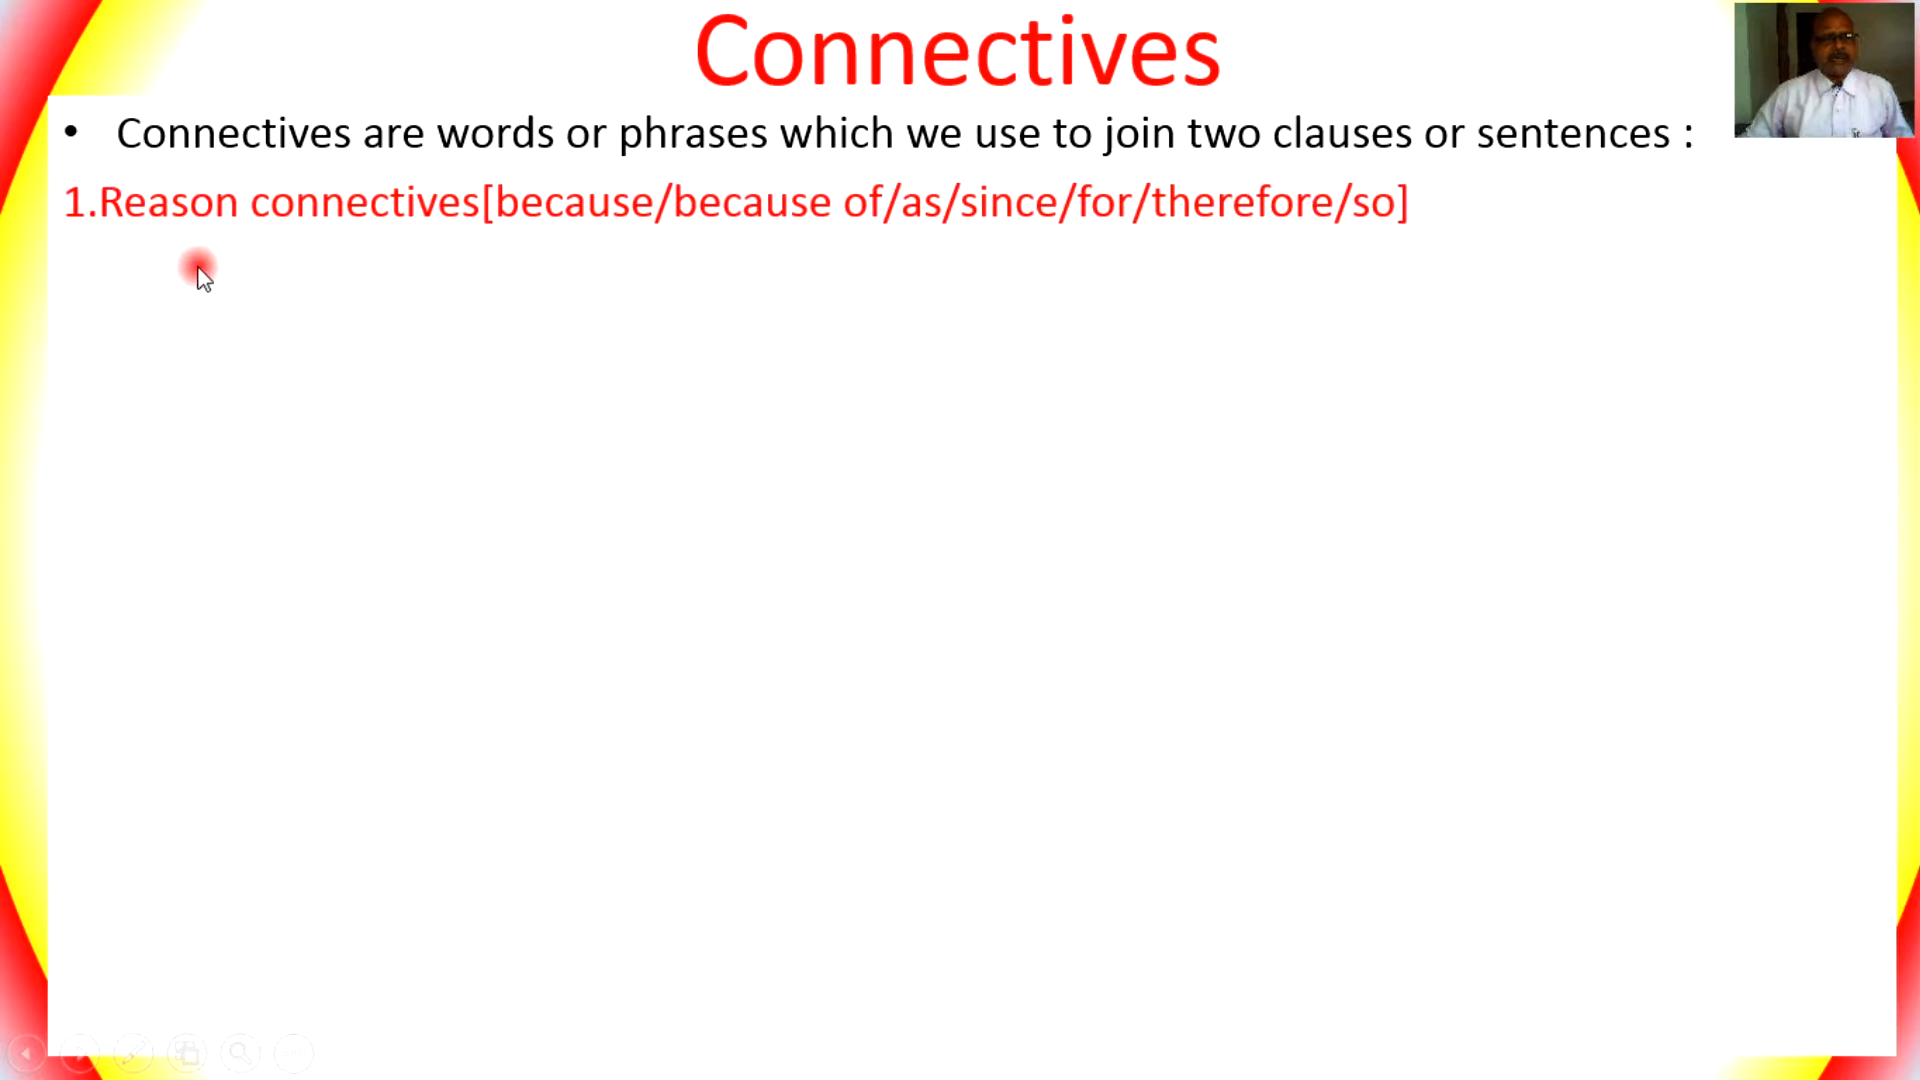 Connectives
• Connectives are words or phrases which we use to join two clauses or sentences :
1.Reason connectives[because/because of/as/since/for/therefore/so]